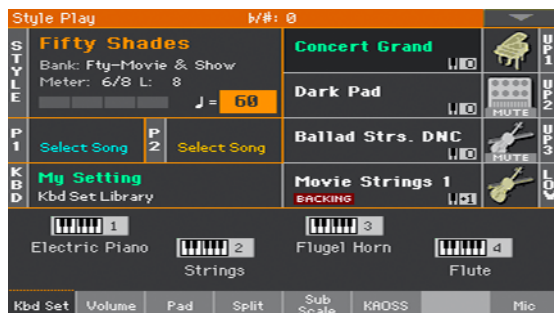 Style Play b/#: 0
STYLE
Fifty Shades
Bank: Fty-Movie & Show
Meter: 6/8 L: 8
= 60
P1 Select Song
P2 Select Song
KBD
My Setting
Kbd Set Library
Concert Grand
UP1
Dark Pad
MUTE
UP2
Ballad Strs. DNC
MUTE
UP3
Movie Strings 1
BACKING
LOW
1
Electric Piano
2
Strings
3
Flugel Horn
4
Flute
Kbd Set Volume Pad Split Sub Scale KAOSS Mic